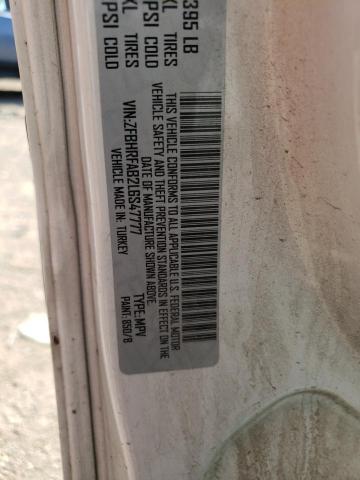 395 LB
XL TIRES
PSI COLD
XL TIRES
PSI COLD
THIS VEHICLE CONFORMS TO ALL APPLICABLE U.S. FEDERAL MOTOR
VEHICLE SAFETY AND THEFT PREVENTION STANDARDS IN EFFECT ON THE
DATE OF MANUFACTURE SHOWN ABOVE.
VIN:ZFBHRFAB2L6S47777
TYPE:MPV
VEHICLE MADE IN: TURKEY
PAINT: 850/B